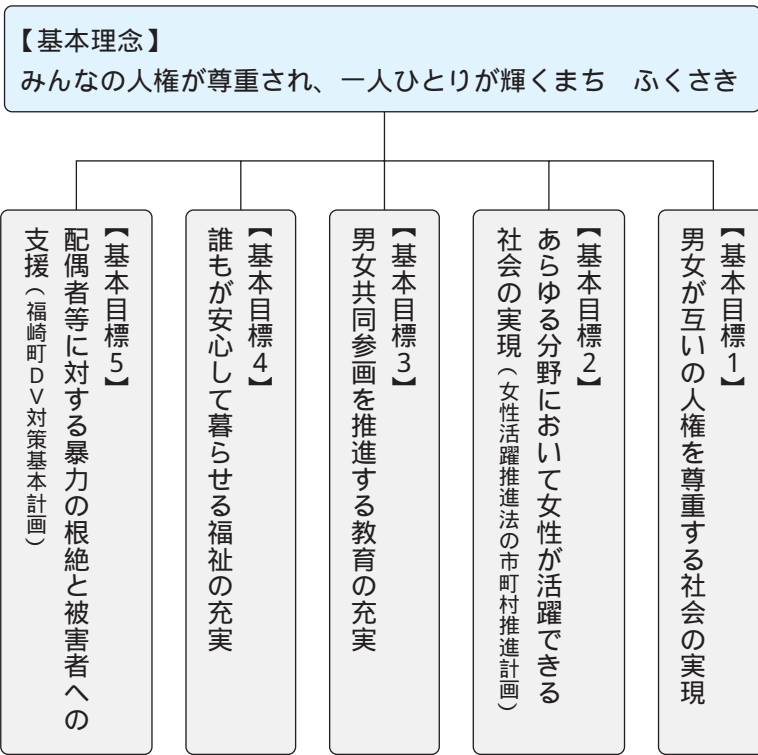 【基本理念】
みんなの人権が尊重され、一人ひとりが輝くまち　ふくさき
【基本目標1】
男女が互いの人権を尊重する社会の実現
【基本目標2】
あらゆる分野において女性が活躍できる
社会の実現（女性活躍推進法の市町村推進計画）
【基本目標3】
男女共同参画を推進する教育の充実
【基本目標4】
誰もが安心して暮らせる福祉の充実
【基本目標5】
配偶者等に対する暴力の根絶と被害者への
支援（福崎町DV対策基本計画）